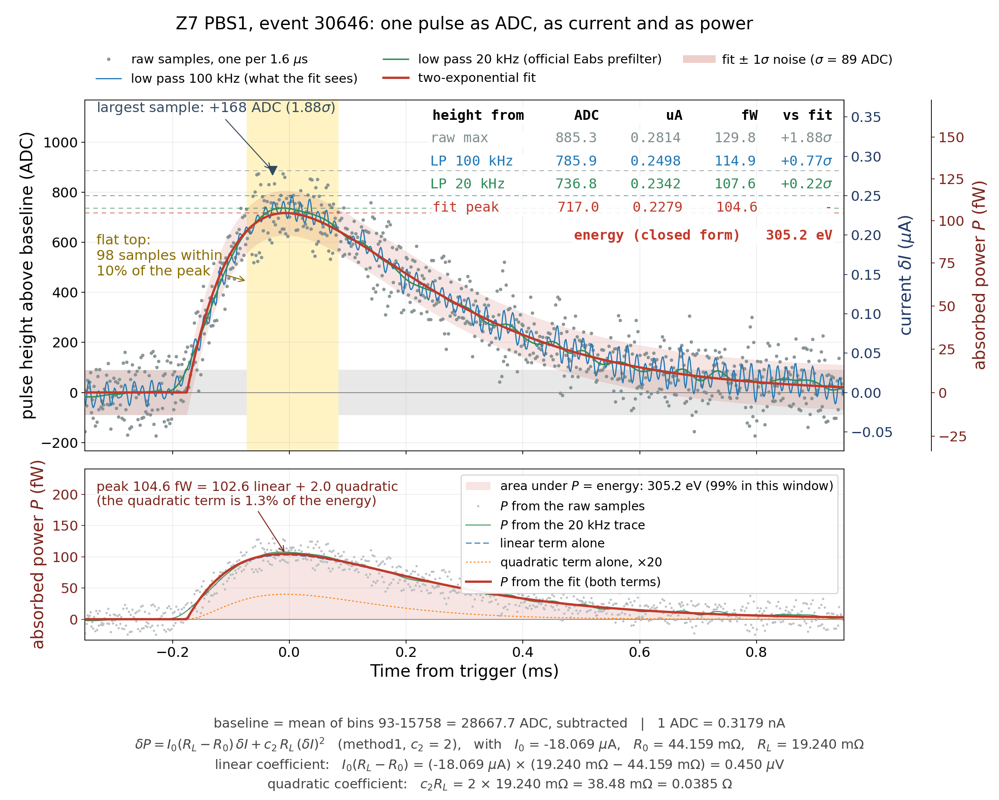 Z7 PBS1, event 30646: one pulse as ADC, as current and as power
raw samples, one per 1.6 μs
low pass 100 kHz (what the fit sees)
low pass 20 kHz (official Eabs prefilter)
two-exponential fit
fit ± 1σ noise (σ = 89 ADC)
pulse height above baseline (ADC)
1000
800
600
400
200
0
−200
largest sample: +168 ADC (1.88σ)
flat top:
98 samples within
10% of the peak
height from ADC uA fW vs fit
raw max 885.3 0.2814 129.8 +1.88σ
LP 100 kHz 785.9 0.2498 114.9 +0.77σ
LP 20 kHz 736.8 0.2342 107.6 +0.22σ
fit peak 717.0 0.2279 104.6 -
energy (closed form) 305.2 eV
0.35
0.30
0.25
0.20
0.15
0.10
0.05
0.00
−0.05
current δI (μA)
150
125
100
75
50
25
0
−25
absorbed power P (fW)
absorbed power P (fW)
200
150
100
50
0
peak 104.6 fW = 102.6 linear + 2.0 quadratic
(the quadratic term is 1.3% of the energy)
area under P = energy: 305.2 eV (99% in this window)
P from the raw samples
P from the 20 kHz trace
linear term alone
quadratic term alone, ×20
P from the fit (both terms)
−0.2 0.0 0.2 0.4 0.6 0.8
Time from trigger (ms)
baseline = mean of bins 93-15758 = 28667.7 ADC, subtracted | 1 ADC = 0.3179 nA
δP = I₀(R_L − R₀) δI + c₂ R_L (δI)² (method1, c₂ = 2), with I₀ = -18.069 μA, R₀ = 44.159 mΩ, R_L = 19.240 mΩ
linear coefficient: I₀(R_L − R₀) = (-18.069 μA) × (19.240 mΩ − 44.159 mΩ) = 0.450 μV
quadratic coefficient: c₂R_L = 2 × 19.240 mΩ = 38.48 mΩ = 0.0385 Ω